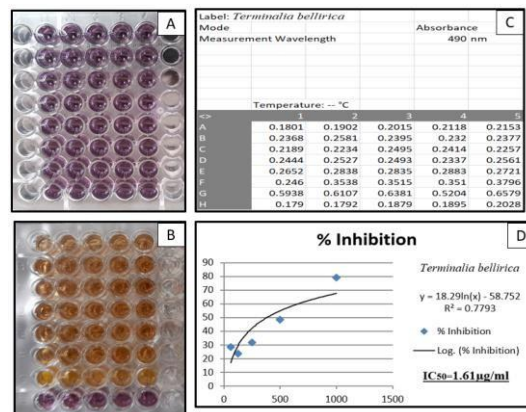 A
B
Label: Terminalia bellirica
Mode Absorbance
Measurement Wavelength 490 nm
C
Temperature: -- °C
<> 1 2 3 4 5
A 0.1801 0.1902 0.2015 0.2118 0.2153
B 0.2368 0.2581 0.2395 0.232 0.2377
C 0.2189 0.2234 0.2495 0.2414 0.2257
D 0.2444 0.2527 0.2493 0.2337 0.2561
E 0.2652 0.2838 0.2835 0.2883 0.2721
F 0.246 0.3538 0.3515 0.351 0.3796
G 0.5938 0.6107 0.6381 0.5204 0.6579
H 0.179 0.1792 0.1879 0.1895 0.2028
D
% Inhibition
90
80
70
60
50
40
30
20
10
0
0 500 1000 1500
Terminalia bellirica
y = 18.29ln(x) - 58.752
R² = 0.7793
% Inhibition
Log. (% Inhibition)
IC50=1.61µg/ml